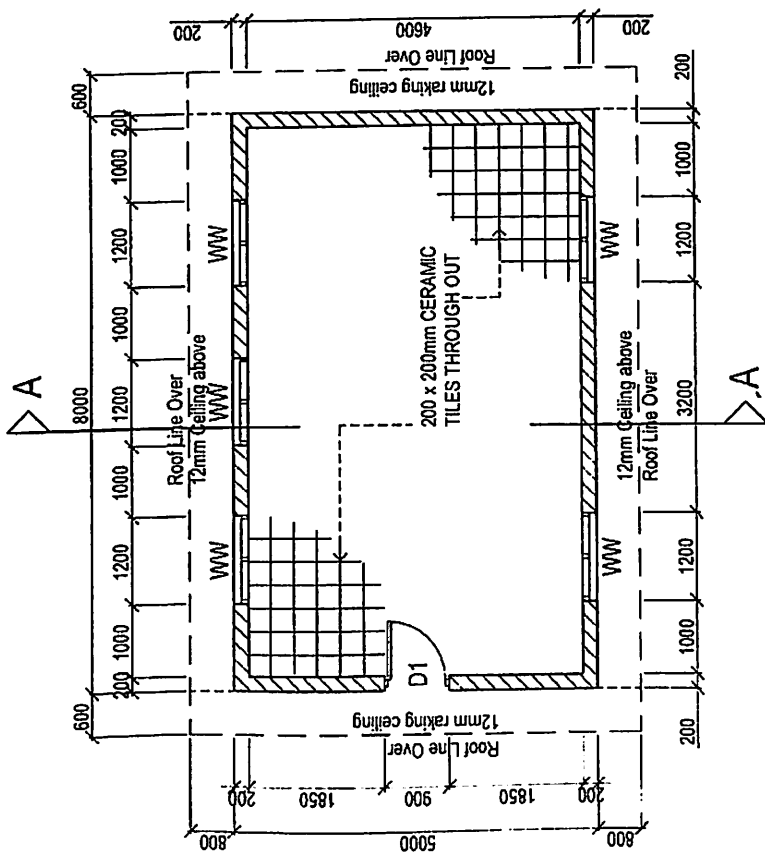 200
4600
200
600
Roof Line Over
12mm raking ceiling
600
200
1000
1200
1000
1200
1000
1200
1000
200
8000
A
Roof Line Over
12mm Ceiling above
WW
WW
WW
200 x 200mm CERAMIC
TILES THROUGH OUT
D1
WW
WW
12mm Ceiling above
Roof Line Over
A
200
1000
1200
3200
1200
1000
200
12mm raking ceiling
Roof Line Over
200
1850
900
1850
200
800
5000
800